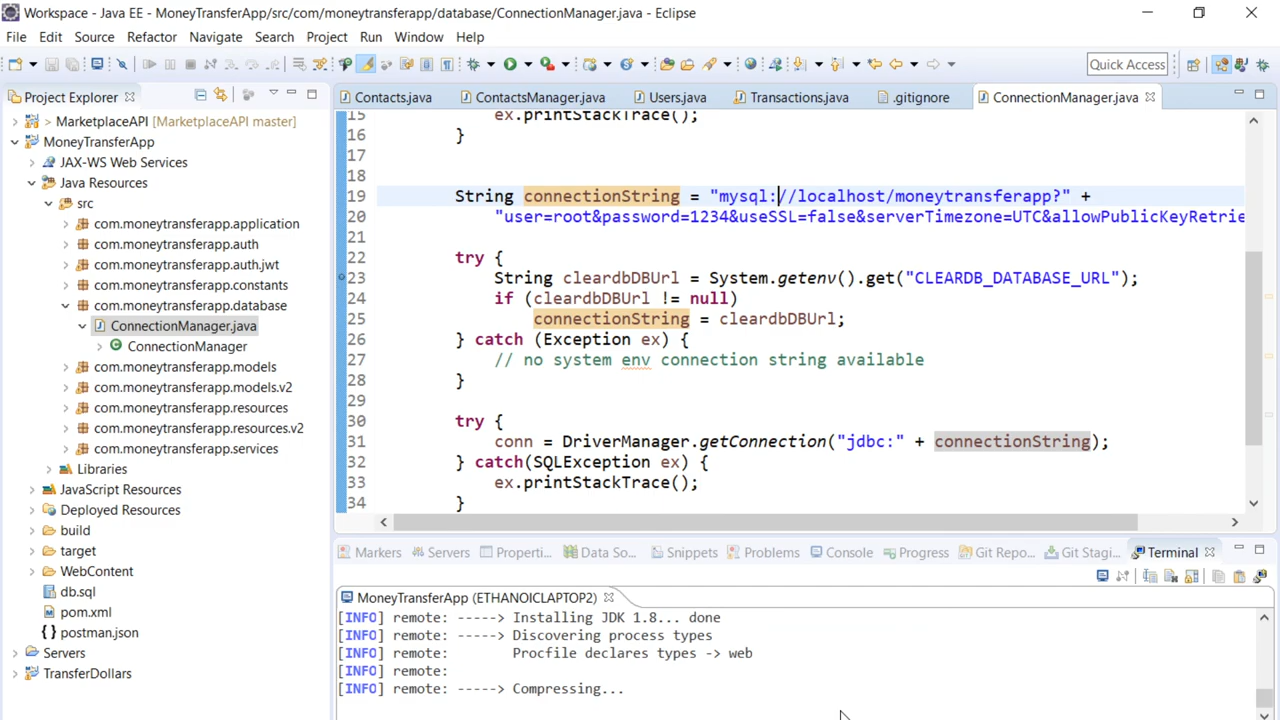 Workspace - Java EE - MoneyTransferApp/src/com/moneytransferapp/database/ConnectionManager.java - Eclipse
File Edit Source Refactor Navigate Search Project Run Window Help
Quick Access
Project Explorer
MarketplaceAPI [MarketplaceAPI master]
MoneyTransferApp
JAX-WS Web Services
Java Resources
src
com.moneytransferapp.application
com.moneytransferapp.auth
com.moneytransferapp.auth.jwt
com.moneytransferapp.constants
com.moneytransferapp.database
ConnectionManager.java
ConnectionManager
com.moneytransferapp.models
com.moneytransferapp.models.v2
com.moneytransferapp.resources
com.moneytransferapp.resources.v2
com.moneytransferapp.services
Libraries
JavaScript Resources
Deployed Resources
build
target
WebContent
db.sql
pom.xml
postman.json
Servers
TransferDollars
Contacts.java ContactsManager.java Users.java Transactions.java .gitignore ConnectionManager.java
15 ex.printStackTrace();
16 }
17
18
19 String connectionString = "mysql://localhost/moneytransferapp?" +
20 "user=root&password=1234&useSSL=false&serverTimezone=UTC&allowPublicKeyRetrie
21
22 try {
23 String cleardbDBUrl = System.getenv().get("CLEARDB_DATABASE_URL");
24 if (cleardbDBUrl != null)
25 connectionString = cleardbDBUrl;
26 } catch (Exception ex) {
27 // no system env connection string available
28 }
29
30 try {
31 conn = DriverManager.getConnection("jdbc:" + connectionString);
32 } catch(SQLException ex) {
33 ex.printStackTrace();
34 }
Markers Servers Properti... Data So... Snippets Problems Console Progress Git Repo... Git Stagi... Terminal
MoneyTransferApp (ETHANOICLAPTOP2)
[INFO] remote: -----> Installing JDK 1.8... done
[INFO] remote: -----> Discovering process types
[INFO] remote: Procfile declares types -> web
[INFO] remote:
[INFO] remote: -----> Compressing...